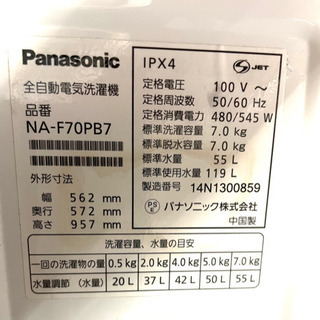 Panasonic
全自動電気洗濯機
品番
NA-F70PB7
外形寸法
幅 562 mm
奥行 572 mm
高さ 957 mm
IPX4
S JET
定格電圧 100 V ～
定格周波数 50/60 Hz
定格消費電力 480/545 W
標準洗濯容量 7.0 kg
標準脱水容量 7.0 kg
標準水量 55 L
標準使用水量 119 L
製造番号 14N1300859
PS E パナソニック株式会社
中国製
洗濯容量、水量の目安
一回の洗濯物の量 0.5 kg 2.0 kg 4.0 kg 5.0 kg 7.0 kg
水量調節 (水量) 20 L 37 L 42 L 50 L 55 L